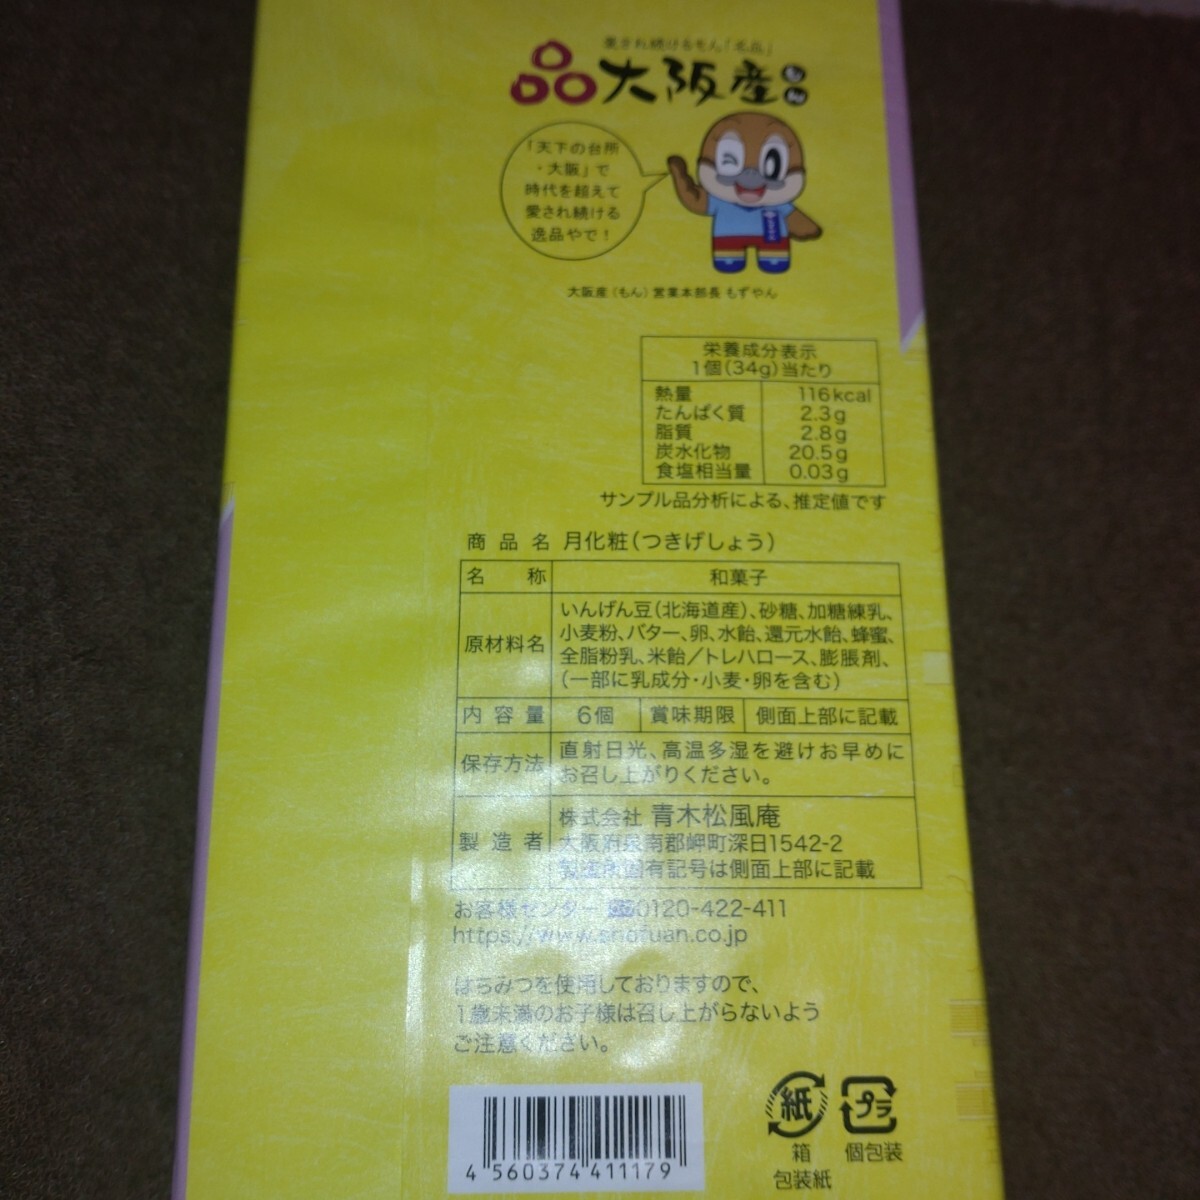 愛され続けるもん「名品」
品大阪産もん
「天下の台所
・大阪」で
時代を超えて
愛され続ける
逸品やで!
大阪産(もん)営業本部長 もずやん
栄養成分表示
1個(34g)当たり
熱量 116kcal
たんぱく質 2.3g
脂質 2.8g
炭水化物 20.5g
食塩相当量 0.03g
サンプル品分析による、推定値です
商品名 月化粧(つきげしょう)
名称 和菓子
原材料名 いんげん豆(北海道産)、砂糖、加糖練乳、
小麦粉、バター、卵、水飴、還元水飴、蜂蜜、
全脂粉乳、米飴/トレハロース、膨脹剤、
(一部に乳成分・小麦・卵を含む)
内容量 6個 賞味期限 側面上部に記載
保存方法 直射日光、高温多湿を避けお早めに
お召し上がりください。
製造者 株式会社 青木松風庵
大阪府泉南郡岬町深日1542-2
製造所固有記号は側面上部に記載
お客様センター 0120-422-411
https://www.shofuan.co.jp
はちみつを使用しておりますので、
1歳未満のお子様は召し上がらないよう
ご注意ください。
4 560374 411179
紙
箱
包装紙
プラ
個包装